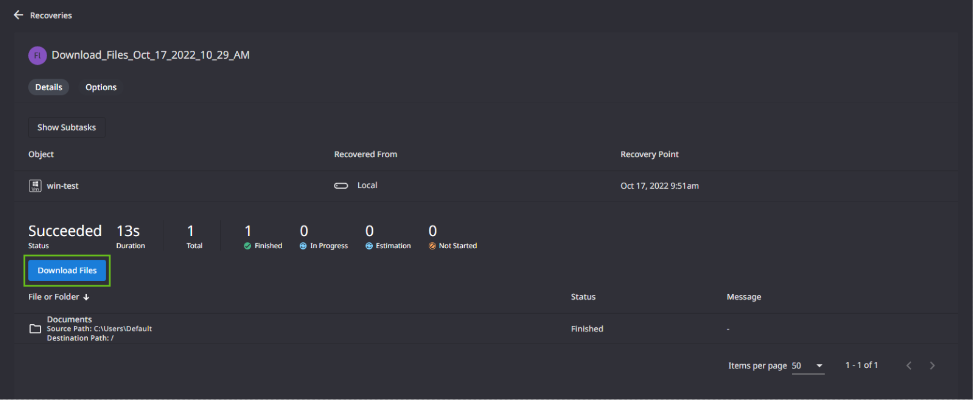 Recoveries
FI Download_Files_Oct_17_2022_10_29_AM
Details Options
Show Subtasks
Object Recovered From Recovery Point
win-test Local Oct 17, 2022 9:51am
Succeeded 13s 1 1 0 0 0
Status Duration Total Finished In Progress Estimation Not Started
Download Files
File or Folder Status Message
Documents
Source Path: C:\Users\Default Finished -
Destination Path: /
Items per page 50 1 - 1 of 1